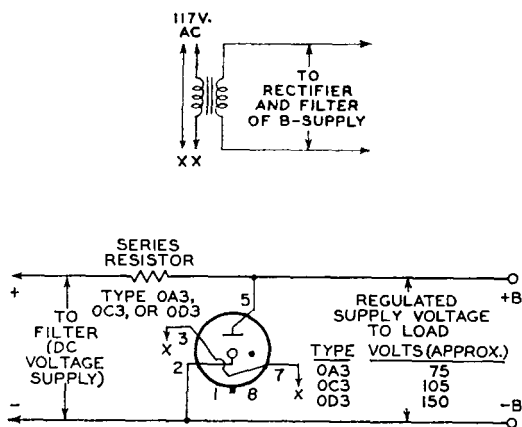 117V.
AC
TO
RECTIFIER
AND FILTER
OF B-SUPPLY
X X
SERIES
RESISTOR
+
TYPE 0A3,
0C3, OR 0D3
5
+B
TO
FILTER
(DC
VOLTAGE
SUPPLY)
3
X
2
1
8
7
X
REGULATED
SUPPLY VOLTAGE
TO LOAD
TYPE VOLTS (APPROX.)
0A3 75
0C3 105
0D3 150
-
-B